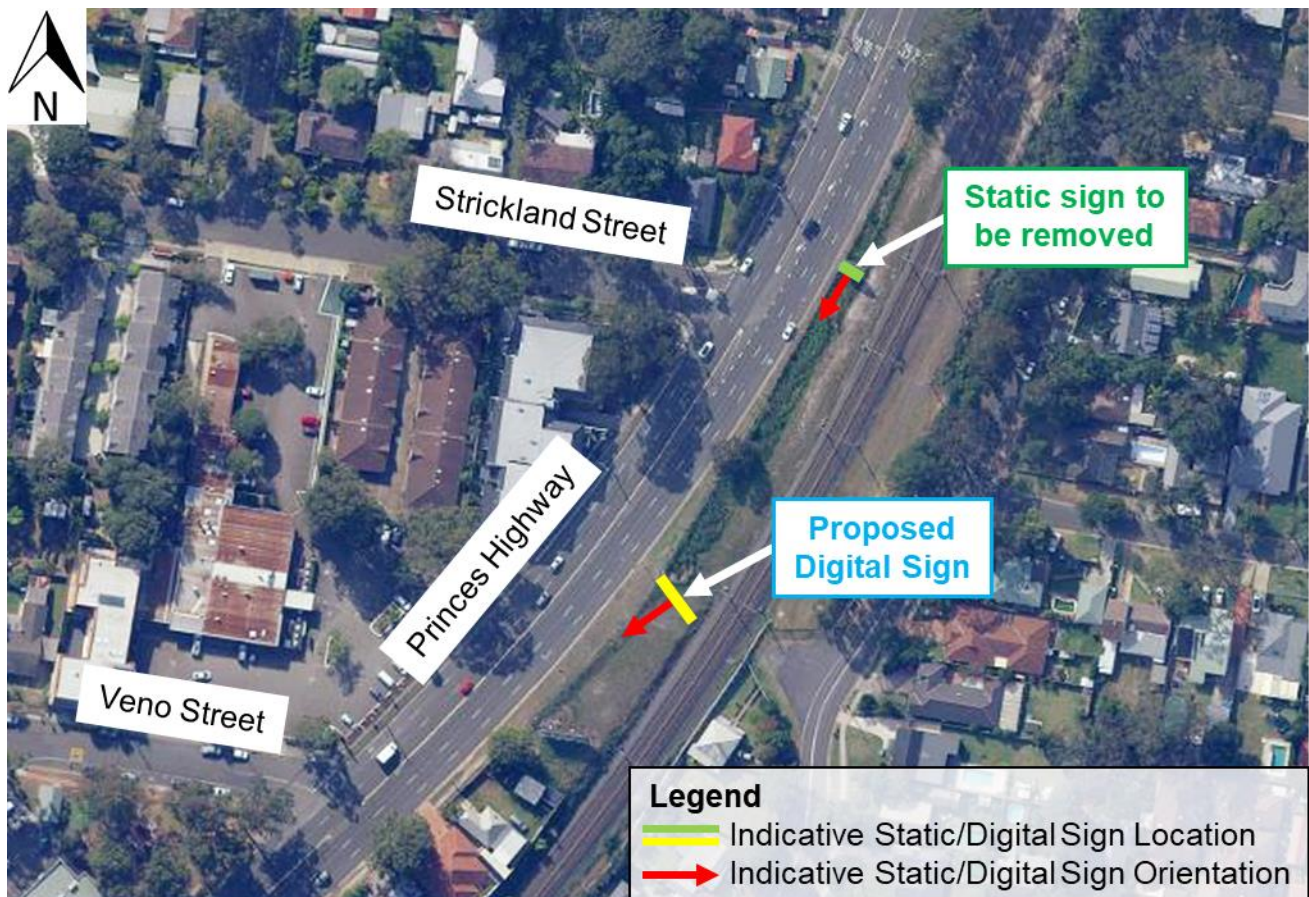 N
Strickland Street
Static sign to
be removed
Princes Highway
Proposed
Digital Sign
Veno Street
Legend
Indicative Static/Digital Sign Location
Indicative Static/Digital Sign Orientation